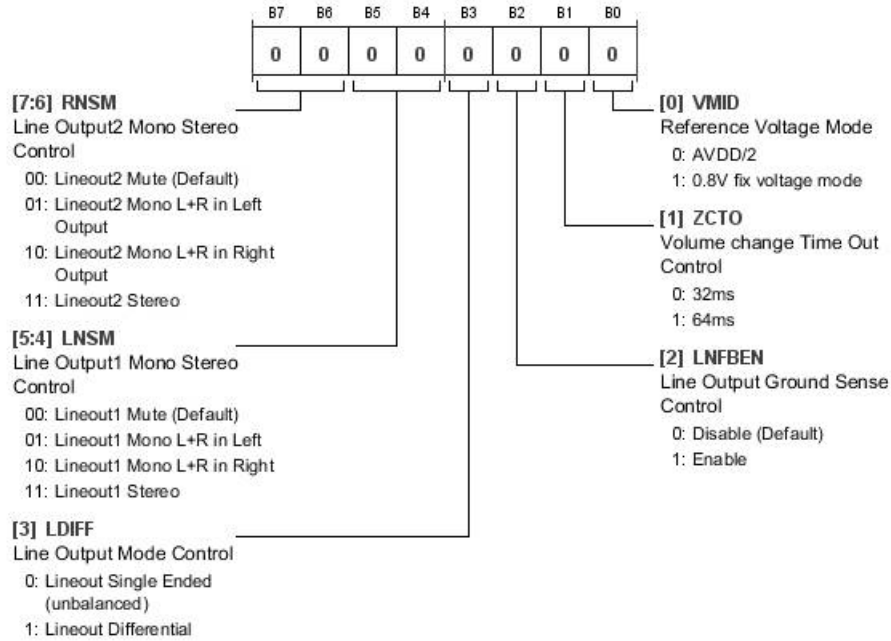 B7 B6 B5 B4 B3 B2 B1 B0
0 0 0 0 0 0 0 0
[7:6] RNSM
Line Output2 Mono Stereo
Control
00: Lineout2 Mute (Default)
01: Lineout2 Mono L+R in Left
Output
10: Lineout2 Mono L+R in Right
Output
11: Lineout2 Stereo
[5:4] LNSM
Line Output1 Mono Stereo
Control
00: Lineout1 Mute (Default)
01: Lineout1 Mono L+R in Left
10: Lineout1 Mono L+R in Right
11: Lineout1 Stereo
[3] LDIFF
Line Output Mode Control
0: Lineout Single Ended
(unbalanced)
1: Lineout Differential
[0] VMID
Reference Voltage Mode
0: AVDD/2
1: 0.8V fix voltage mode
[1] ZCTO
Volume change Time Out
Control
0: 32ms
1: 64ms
[2] LNFBEN
Line Output Ground Sense
Control
0: Disable (Default)
1: Enable